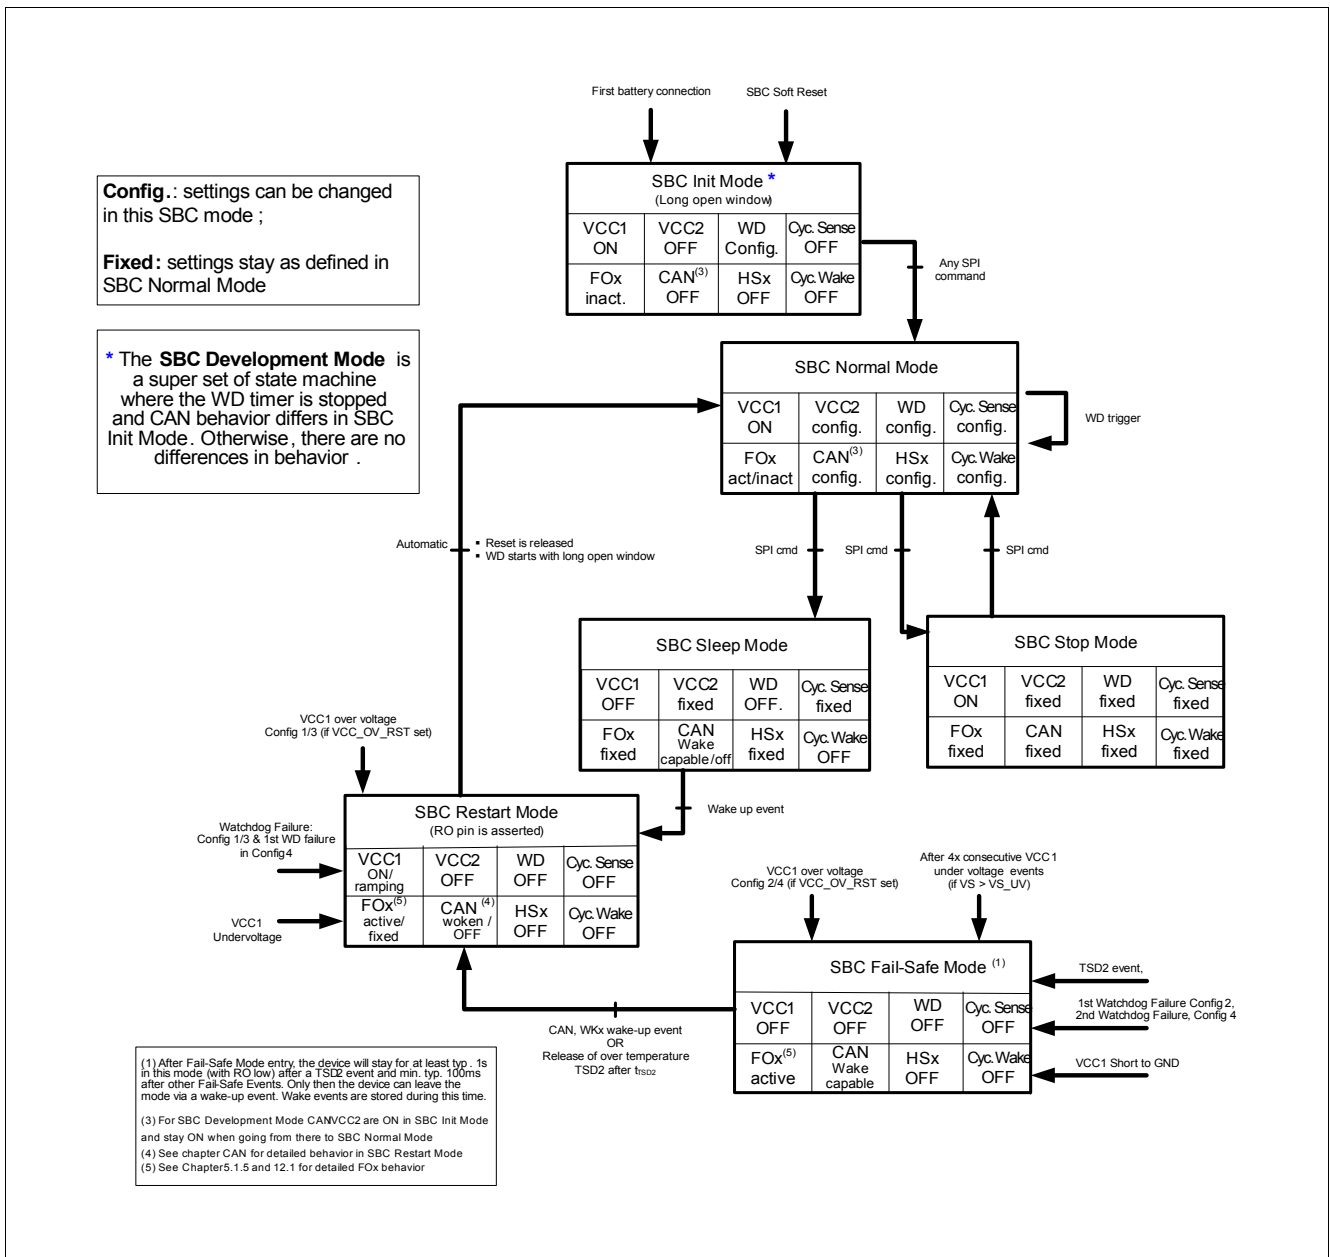 First battery connection
SBC Soft Reset
Config.: settings can be changed
in this SBC mode ;
Fixed: settings stay as defined in
SBC Normal Mode
* The SBC Development Mode is
a super set of state machine
where the WD timer is stopped
and CAN behavior differs in SBC
Init Mode. Otherwise, there are no
differences in behavior .
SBC Init Mode *
(Long open window)
VCC1
ON
VCC2
OFF
WD
Config.
Cyc. Sense
OFF
FOx
inact.
CAN(3)
OFF
HSx
OFF
Cyc. Wake
OFF
Any SPI
command
SBC Normal Mode
VCC1
ON
VCC2
config.
WD
config.
Cyc. Sense
config.
FOx
act/inact
CAN(3)
config.
HSx
config.
Cyc. Wake
config.
WD trigger
Automatic
▪ Reset is released
▪ WD starts with long open window
SPI cmd
SPI cmd
SPI cmd
SBC Sleep Mode
VCC1
OFF
VCC2
fixed
WD
OFF.
Cyc. Sense
fixed
FOx
fixed
CAN
Wake
capable/off
HSx
fixed
Cyc. Wake
OFF
SBC Stop Mode
VCC1
ON
VCC2
fixed
WD
fixed
Cyc. Sense
fixed
FOx
fixed
CAN
fixed
HSx
fixed
Cyc. Wake
fixed
VCC1 over voltage
Config 1/3 (if VCC_OV_RST set)
Wake up event
Watchdog Failure:
Config 1/3 & 1st WD failure
in Config4
VCC1
Undervoltage
SBC Restart Mode
(RO pin is asserted)
VCC1
ON/
ramping
VCC2
OFF
WD
OFF
Cyc. Sense
OFF
FOx(5)
active/
fixed
CAN (4)
woken /
OFF
HSx
OFF
Cyc. Wake
OFF
VCC1 over voltage
Config 2/4 (if VCC_OV_RST set)
After 4x consecutive VCC1
under voltage events
(if VS > VS_UV)
SBC Fail-Safe Mode (1)
VCC1
OFF
VCC2
OFF
WD
OFF
Cyc. Sense
OFF
FOx(5)
active
CAN
Wake
capable
HSx
OFF
Cyc. Wake
OFF
TSD2 event,
1st Watchdog Failure Config 2,
2nd Watchdog Failure, Config 4
VCC1 Short to GND
CAN, WKx wake-up event
OR
Release of over temperature
TSD2 after tTSD2
(1) After Fail-Safe Mode entry, the device will stay for at least typ. 1s
in this mode (with RO low) after a TSD2 event and min. typ. 100ms
after other Fail-Safe Events. Only then the device can leave the
mode via a wake-up event. Wake events are stored during this time.
(3) For SBC Development Mode CAN/VCC2 are ON in SBC Init Mode
and stay ON when going from there to SBC Normal Mode
(4) See chapter CAN for detailed behavior in SBC Restart Mode
(5) See Chapter 5.1.5 and 12.1 for detailed FOx behavior